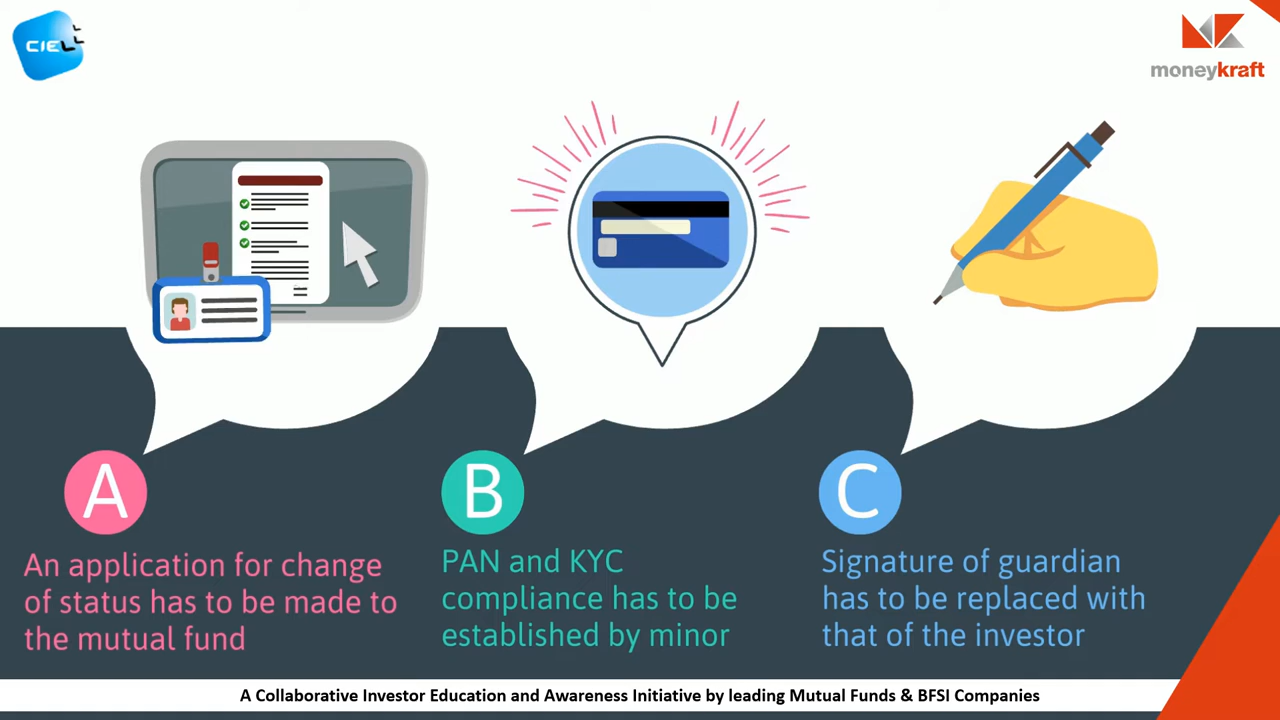 CIEL
moneykraft
A
An application for change
of status has to be made to
the mutual fund
B
PAN and KYC
compliance has to be
established by minor
C
Signature of guardian
has to be replaced with
that of the investor
A Collaborative Investor Education and Awareness Initiative by leading Mutual Funds & BFSI Companies